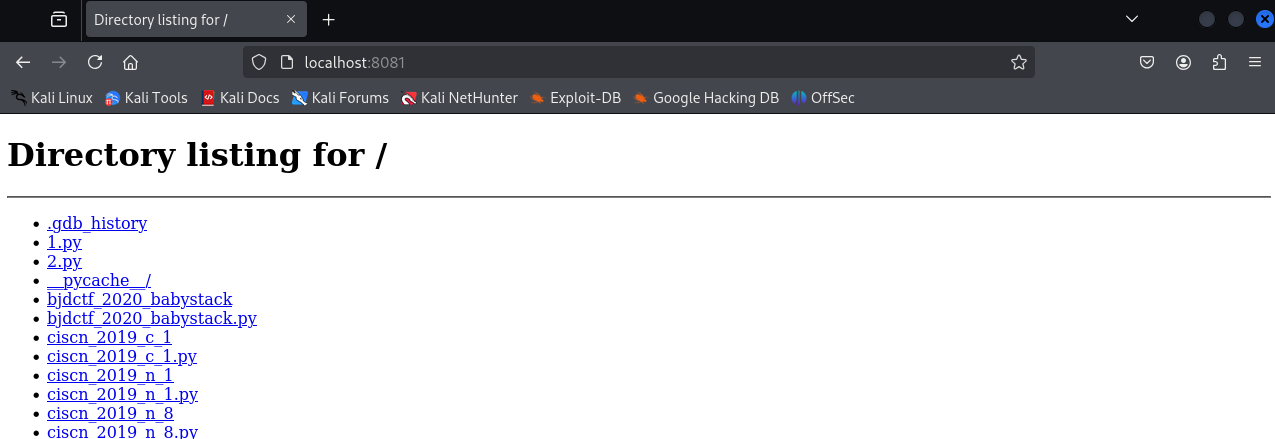 Directory listing for /
localhost:8081
Kali Linux Kali Tools Kali Docs Kali Forums Kali NetHunter Exploit-DB Google Hacking DB OffSec
Directory listing for /
.gdb_history
1.py
2.py
__pycache__/
bjdctf_2020_babystack
bjdctf_2020_babystack.py
ciscn_2019_c_1
ciscn_2019_c_1.py
ciscn_2019_n_1
ciscn_2019_n_1.py
ciscn_2019_n_8
ciscn_2019_n_8.py